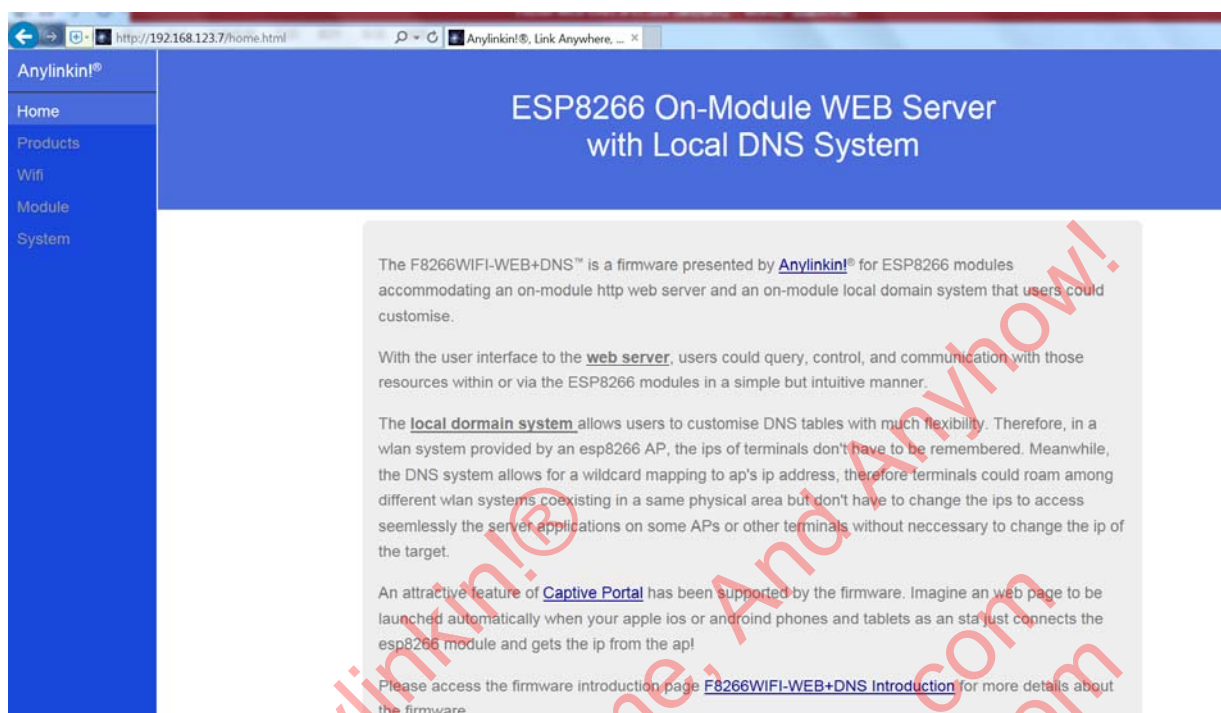 http://192.168.123.7/home.html
Anylinkin!®, Link Anywhere, ...
Anylinkin!®
Home
Products
Wifi
Module
System
ESP8266 On-Module WEB Server
with Local DNS System
The F8266WIFI-WEB+DNS™ is a firmware presented by Anylinkin!® for ESP8266 modules
accommodating an on-module http web server and an on-module local domain system that users could
customise.
With the user interface to the web server, users could query, control, and communication with those
resources within or via the ESP8266 modules in a simple but intuitive manner.
The local dormain system allows users to customise DNS tables with much flexibility. Therefore, in a
wlan system provided by an esp8266 AP, the ips of terminals don't have to be remembered. Meanwhile,
the DNS system allows for a wildcard mapping to ap's ip address, therefore terminals could roam among
different wlan systems coexisting in a same physical area but don't have to change the ips to access
seemlessly the server applications on some APs or other terminals without neccessary to change the ip of
the target.
An attractive feature of Captive Portal has been supported by the firmware. Imagine an web page to be
launched automatically when your apple ios or androind phones and tablets as an sta just connects the
esp8266 module and gets the ip from the ap!
Please access the firmware introduction page F8266WIFI-WEB+DNS Introduction for more details about
the firmware.
And Anyhow!
com